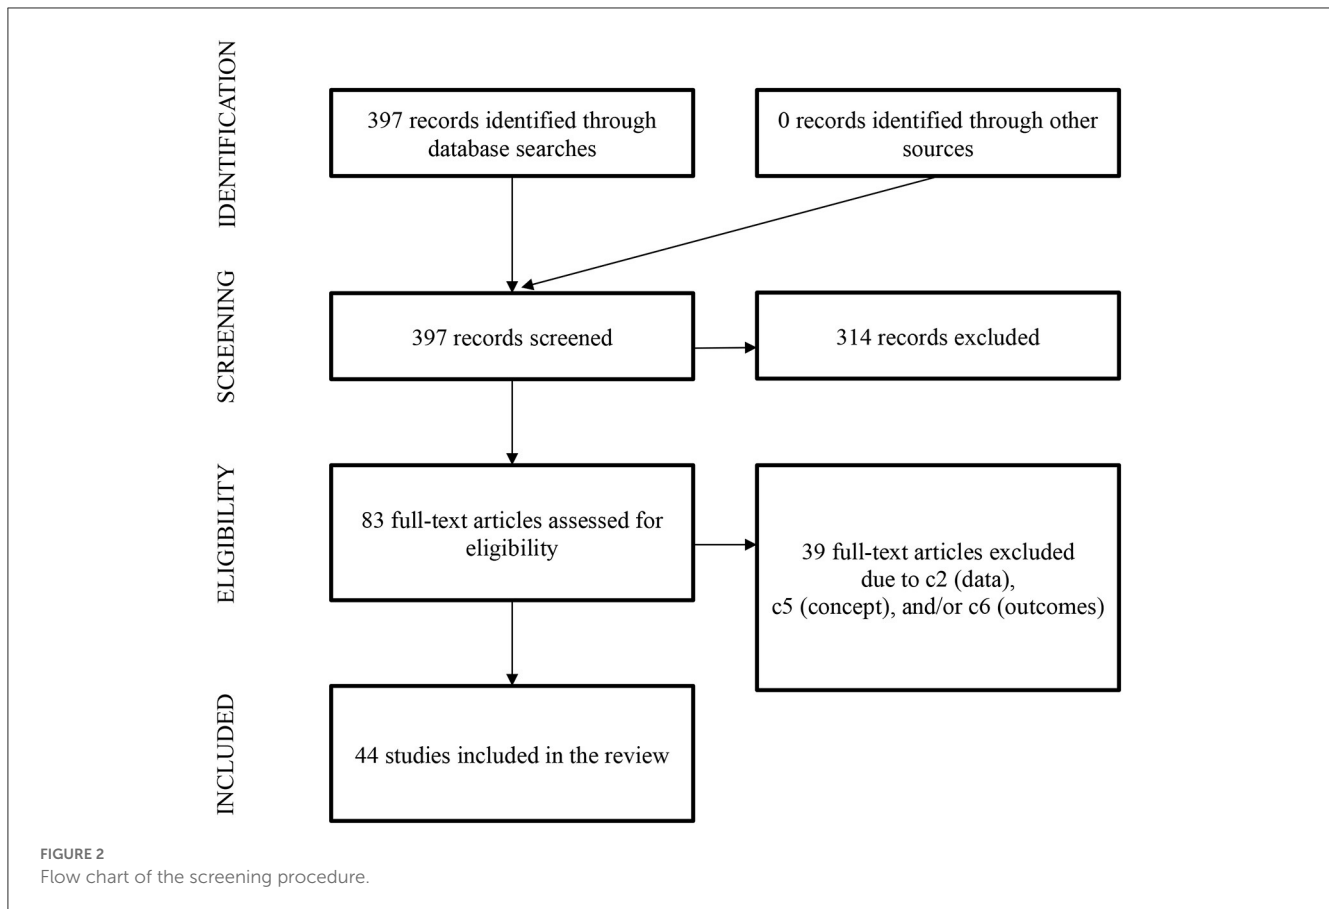 IDENTIFICATION
397 records identified through
database searches
0 records identified through other
sources
SCREENING
397 records screened
314 records excluded
ELIGIBILITY
83 full-text articles assessed for
eligibility
39 full-text articles excluded
due to c2 (data),
c5 (concept), and/or c6 (outcomes)
INCLUDED
44 studies included in the review
FIGURE 2
Flow chart of the screening procedure.